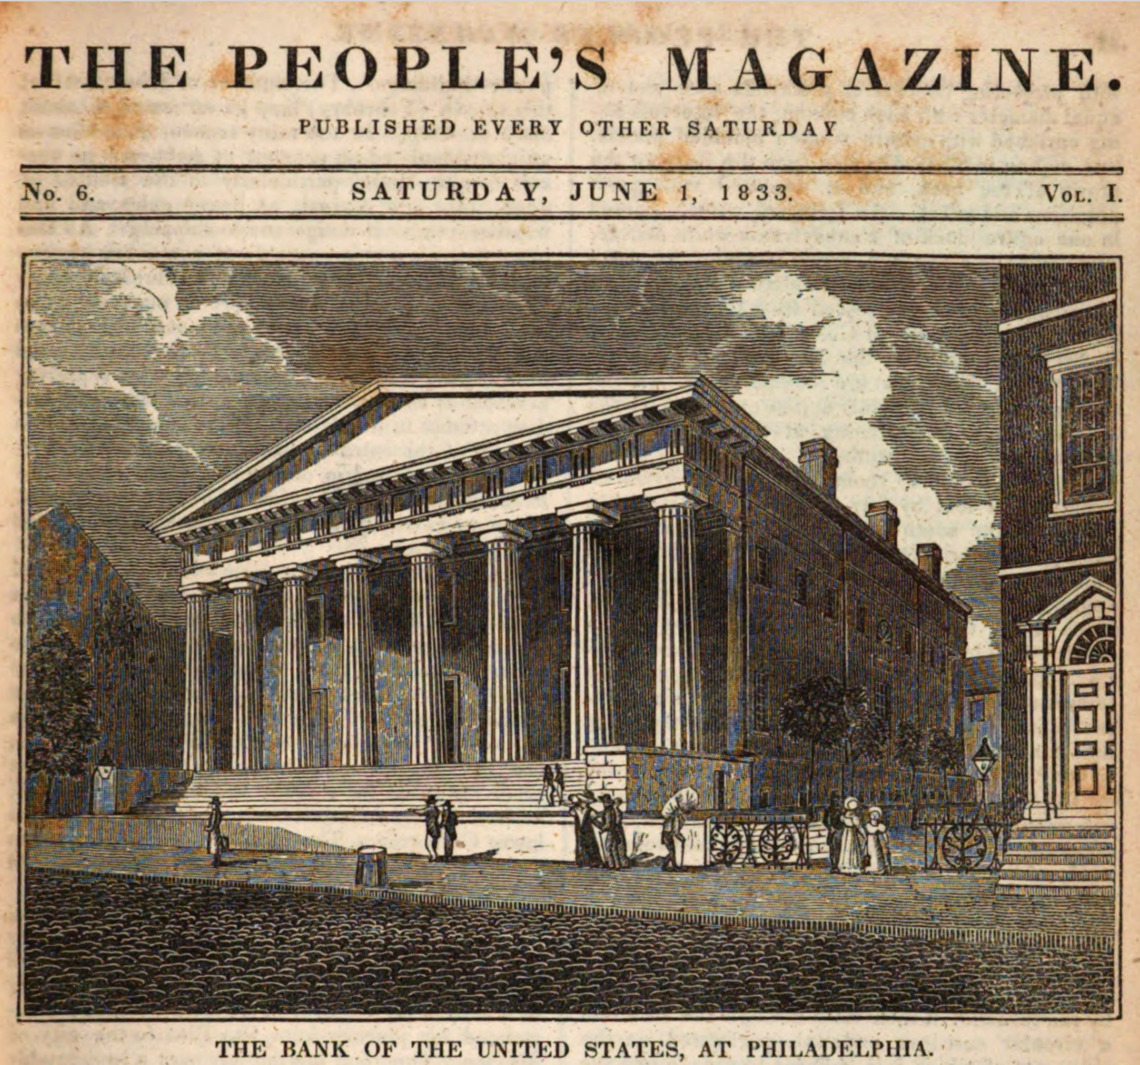 THE PEOPLE'S MAGAZINE.
PUBLISHED EVERY OTHER SATURDAY
No. 6.	SATURDAY, JUNE 1, 1833.	VOL. I.
THE BANK OF THE UNITED STATES, AT PHILADELPHIA.